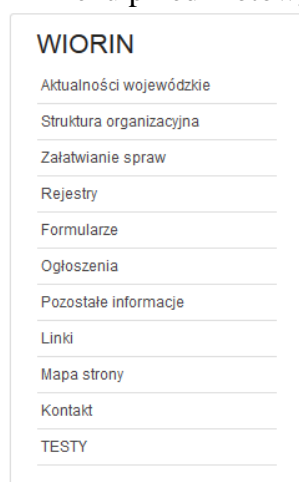 WIORIN
Aktualności wojewódzkie
Struktura organizacyjna
Załatwianie spraw
Rejestry
Formularze
Ogłoszenia
Pozostałe informacje
Linki
Mapa strony
Kontakt
TESTY